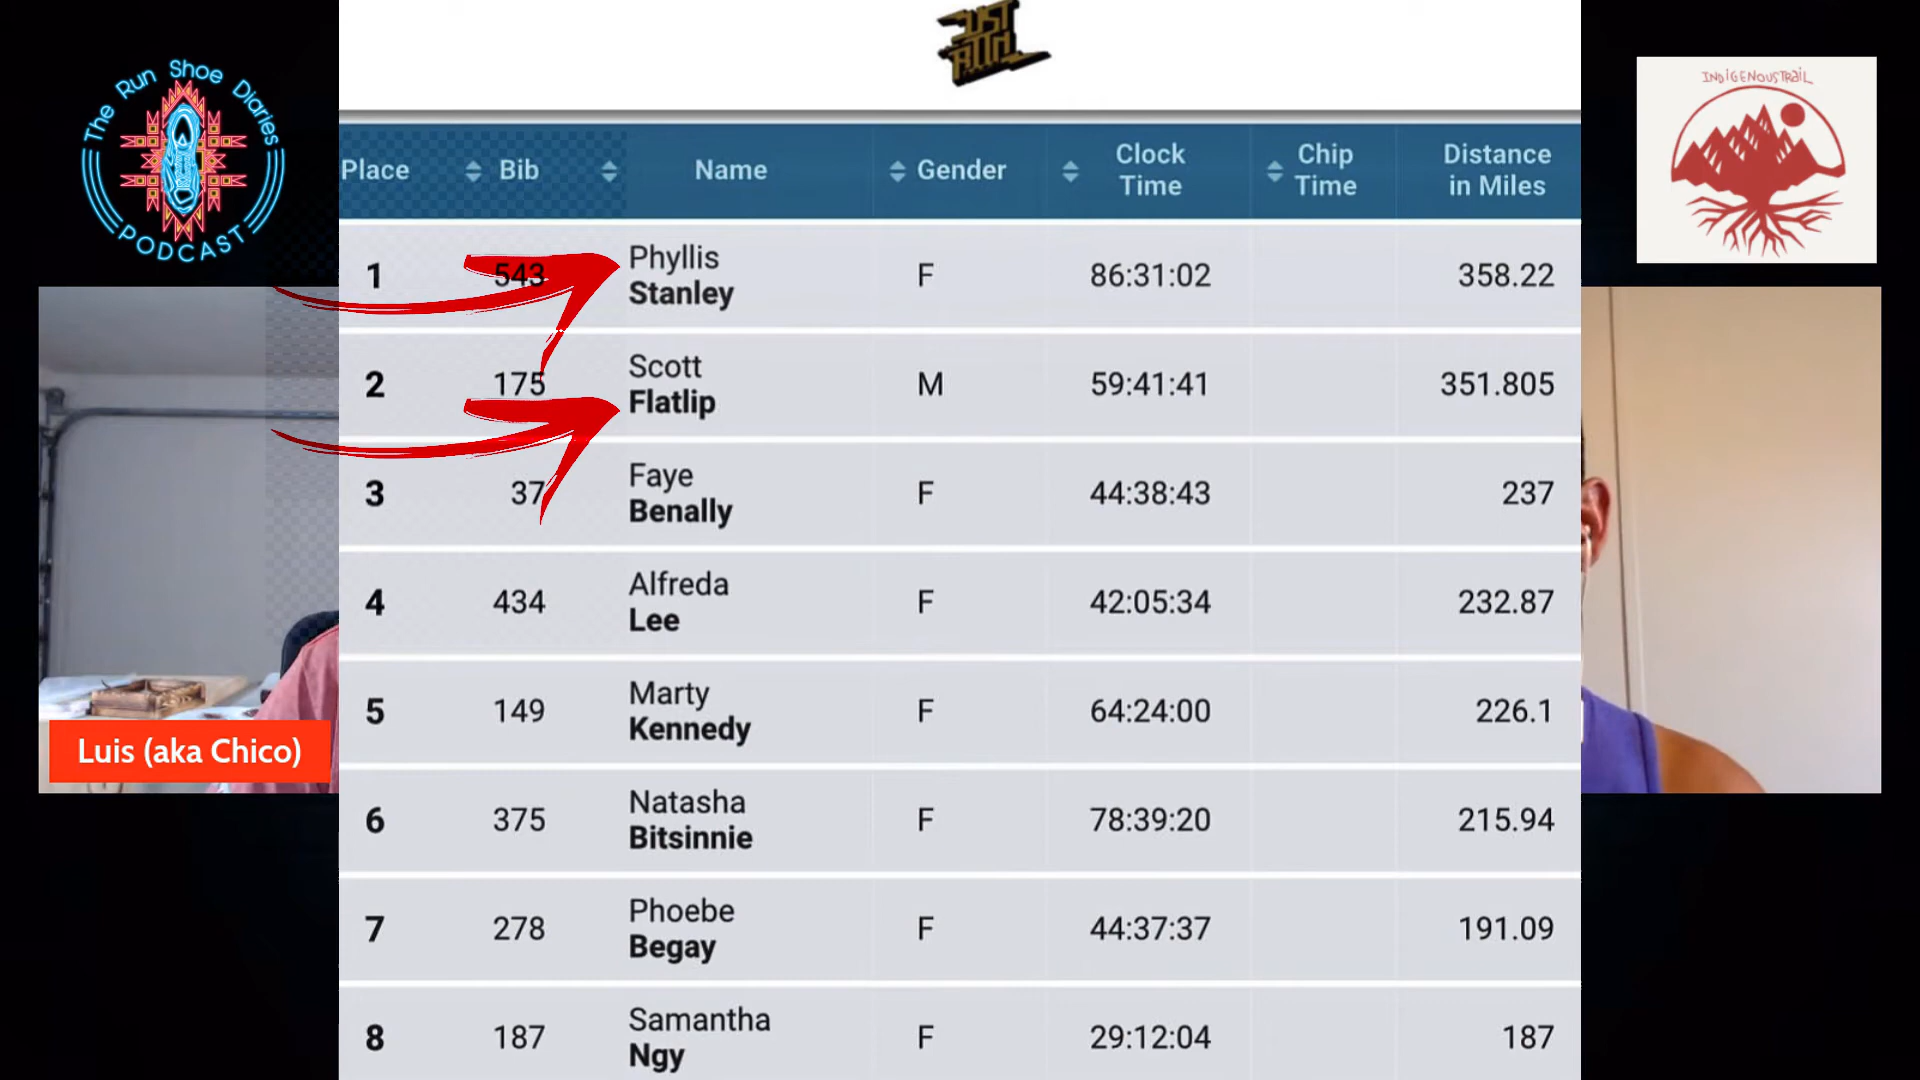 The Run Shoe Diaries
PODCAST
JUST
INDIGENOUSTRAIL
Place Bib Name Gender Clock Time Chip Time Distance in Miles
1 543 Phyllis Stanley F 86:31:02 358.22
2 175 Scott Flatlip M 59:41:41 351.805
3 37 Faye Benally F 44:38:43 237
4 434 Alfreda Lee F 42:05:34 232.87
5 149 Marty Kennedy F 64:24:00 226.1
6 375 Natasha Bitsinnie F 78:39:20 215.94
7 278 Phoebe Begay F 44:37:37 191.09
8 187 Samantha Ngy F 29:12:04 187
Luis (aka Chico)